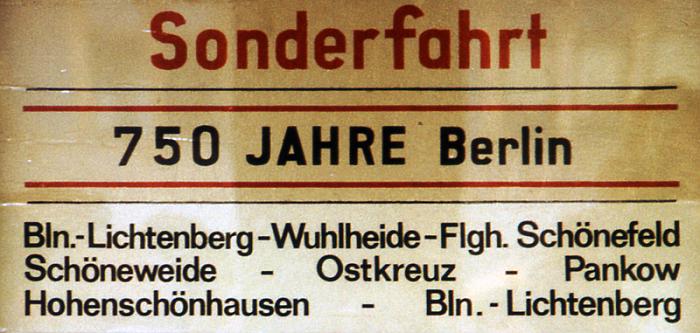 Sonderfahrt
750 JAHRE Berlin
Bln.-Lichtenberg-Wuhlheide-Flgh. Schönefeld
Schöneweide - Ostkreuz - Pankow
Hohenschönhausen - Bln.-Lichtenberg